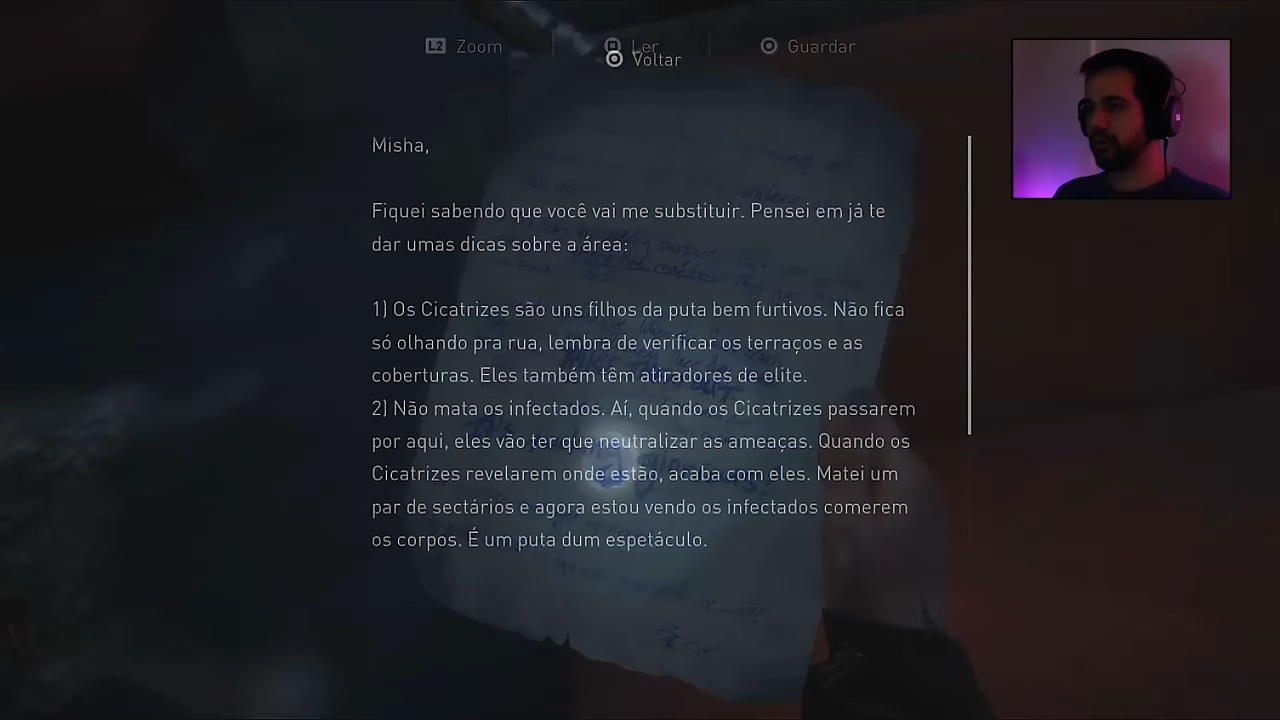 L2 Zoom
Ler
Guardar
Voltar
Misha,
Fiquei sabendo que você vai me substituir. Pensei em já te
dar umas dicas sobre a área:
1) Os Cicatrizes são uns filhos da puta bem furtivos. Não fica
só olhando pra rua, lembra de verificar os terraços e as
coberturas. Eles também têm atiradores de elite.
2) Não mata os infectados. Aí, quando os Cicatrizes passarem
por aqui, eles vão ter que neutralizar as ameaças. Quando os
Cicatrizes revelarem onde estão, acaba com eles. Matei um
par de sectários e agora estou vendo os infectados comerem
os corpos. É um puta dum espetáculo.